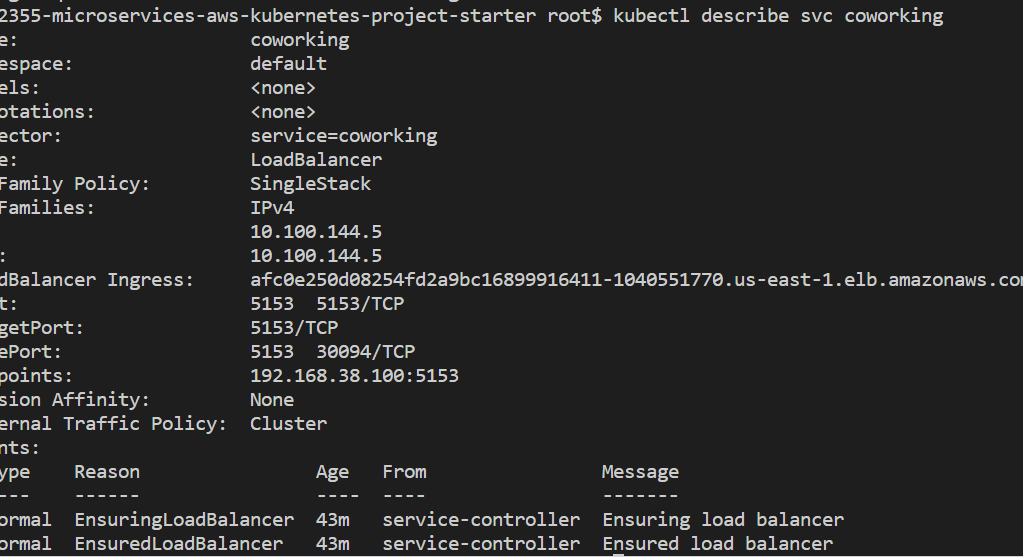 2355-microservices-aws-kubernetes-project-starter root$ kubectl describe svc coworking
e: coworking
espace: default
els: <none>
otations: <none>
ector: service=coworking
e: LoadBalancer
Family Policy: SingleStack
Families: IPv4
10.100.144.5
: 10.100.144.5
dBalancer Ingress: afc0e250d08254fd2a9bc16899916411-1040551770.us-east-1.elb.amazonaws.co
t: 5153 5153/TCP
getPort: 5153/TCP
ePort: 5153 30094/TCP
points: 192.168.38.100:5153
sion Affinity: None
ernal Traffic Policy: Cluster
nts:
ype Reason Age From Message
--- ------ ---- ---- -------
ormal EnsuringLoadBalancer 43m service-controller Ensuring load balancer
ormal EnsuredLoadBalancer 43m service-controller Ensured load balancer